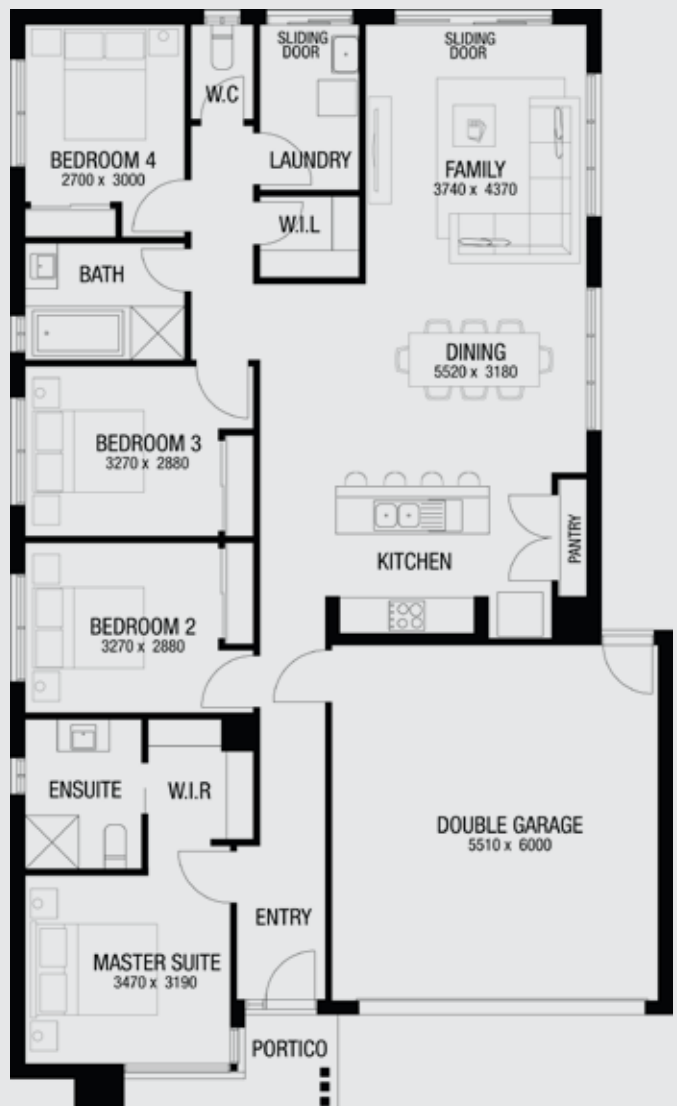 SLIDING
DOOR
SLIDING
DOOR
W.C
BEDROOM 4
2700 x 3000
LAUNDRY
FAMILY
3740 x 4370
W.I.L
BATH
DINING
5520 x 3180
BEDROOM 3
3270 x 2880
PANTRY
KITCHEN
BEDROOM 2
3270 x 2880
ENSUITE
W.I.R
DOUBLE GARAGE
5510 x 6000
ENTRY
MASTER SUITE
3470 x 3190
PORTICO